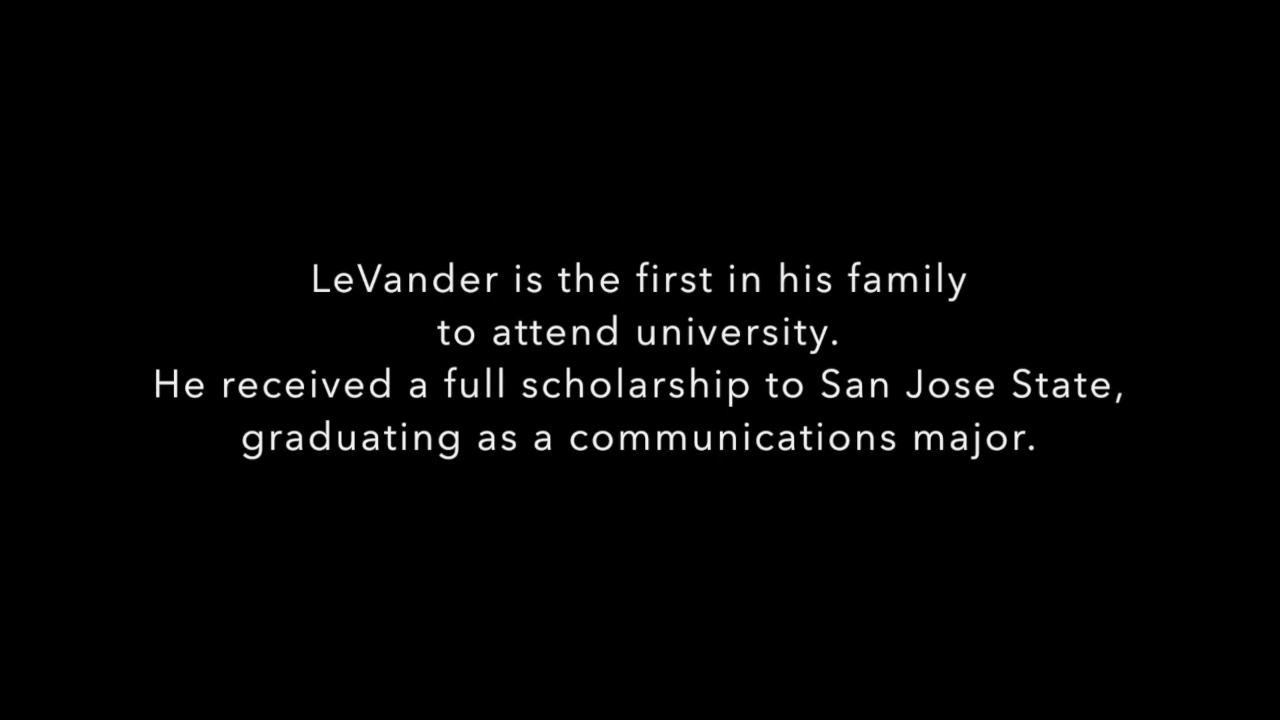 LeVander is the first in his family
to attend university.
He received a full scholarship to San Jose State,
graduating as a communications major.